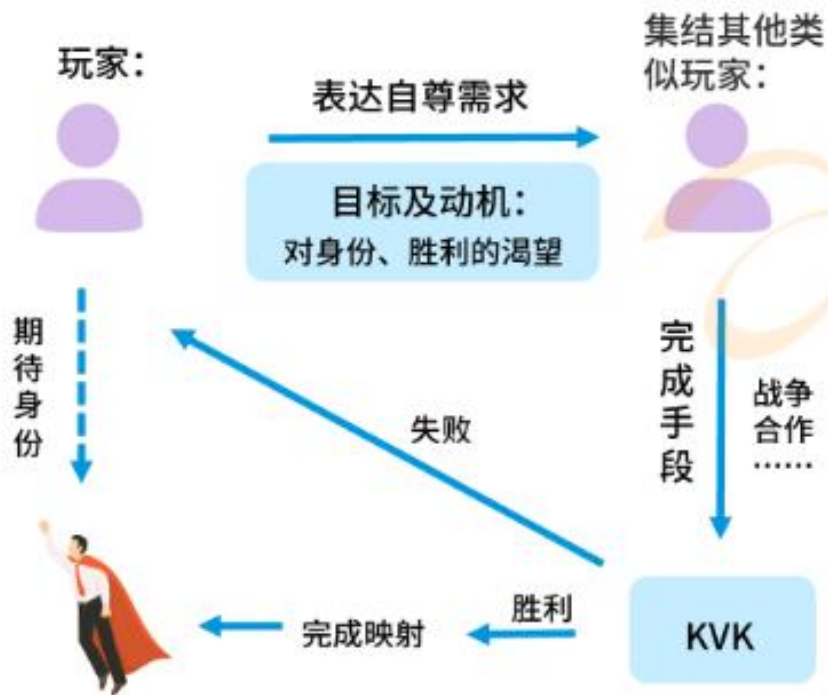 玩家：
集结其他类
似玩家：
表达自尊需求
目标及动机：
对身份、胜利的渴望
期待身份
失败
完成手段
战争
合作
……
胜利
完成映射
KVK